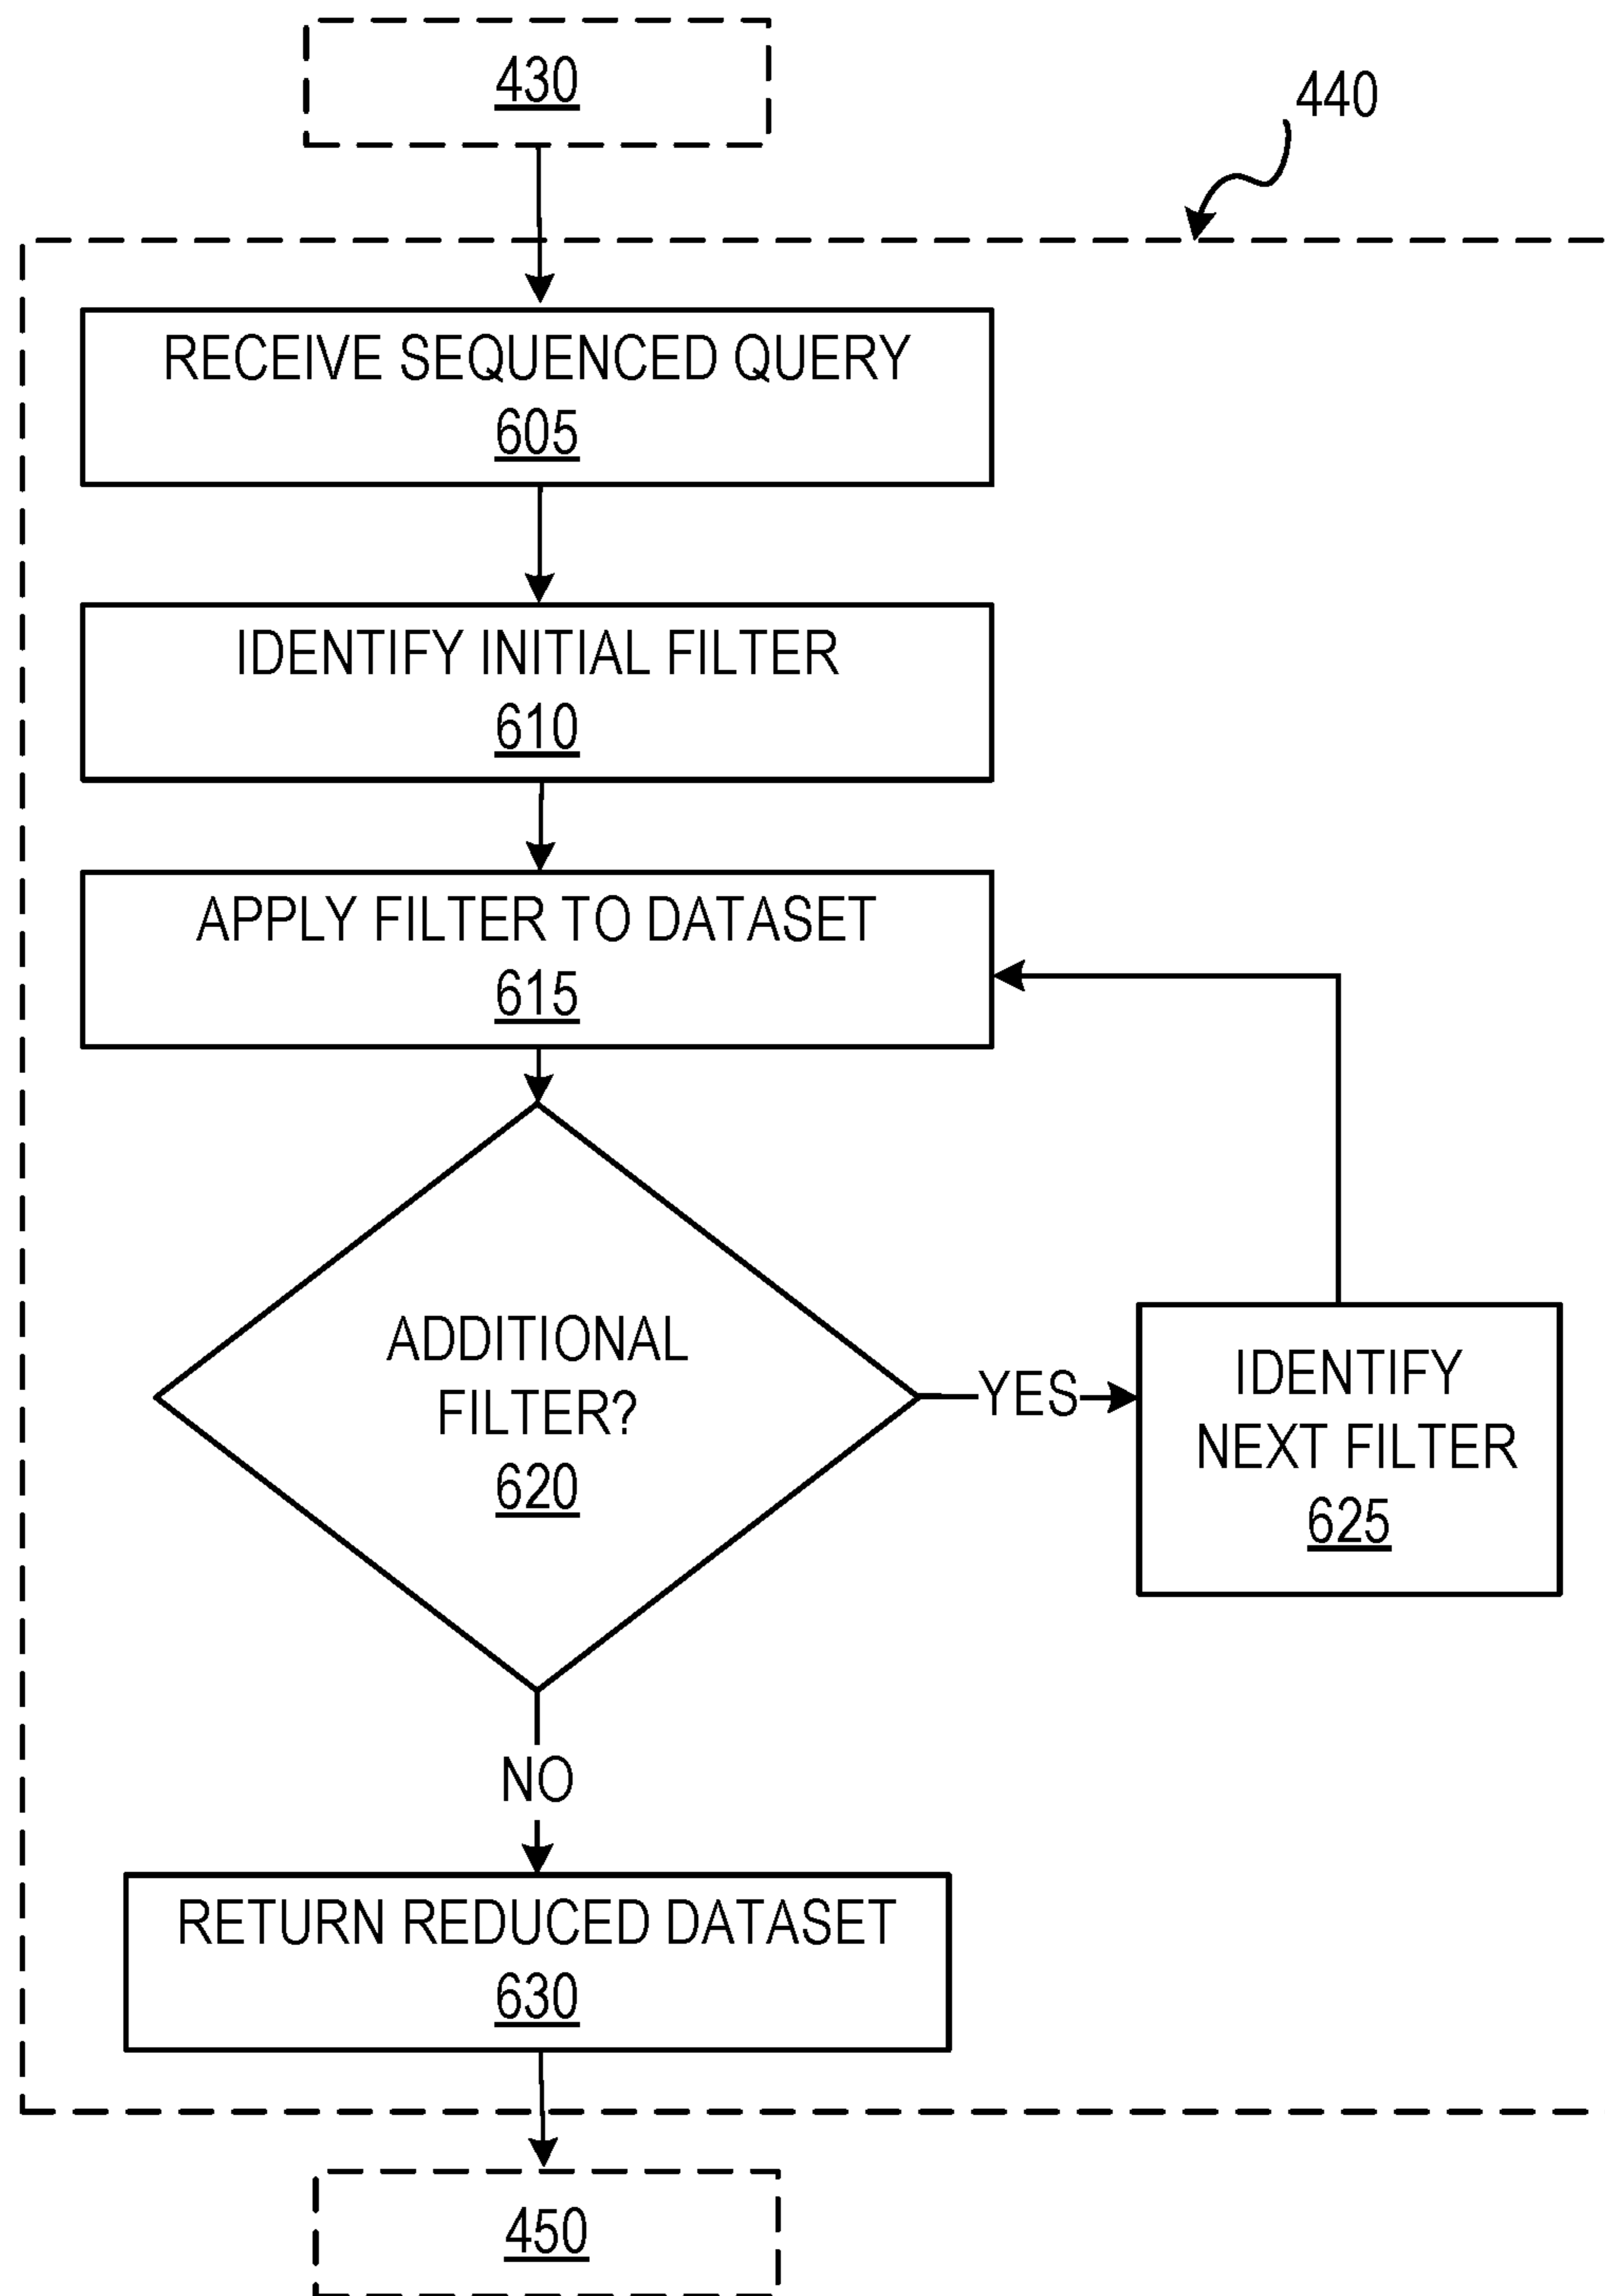 430
440
RECEIVE SEQUENCED QUERY
605
IDENTIFY INITIAL FILTER
610
APPLY FILTER TO DATASET
615
ADDITIONAL
FILTER?
620
YES
IDENTIFY
NEXT FILTER
625
NO
RETURN REDUCED DATASET
630
450